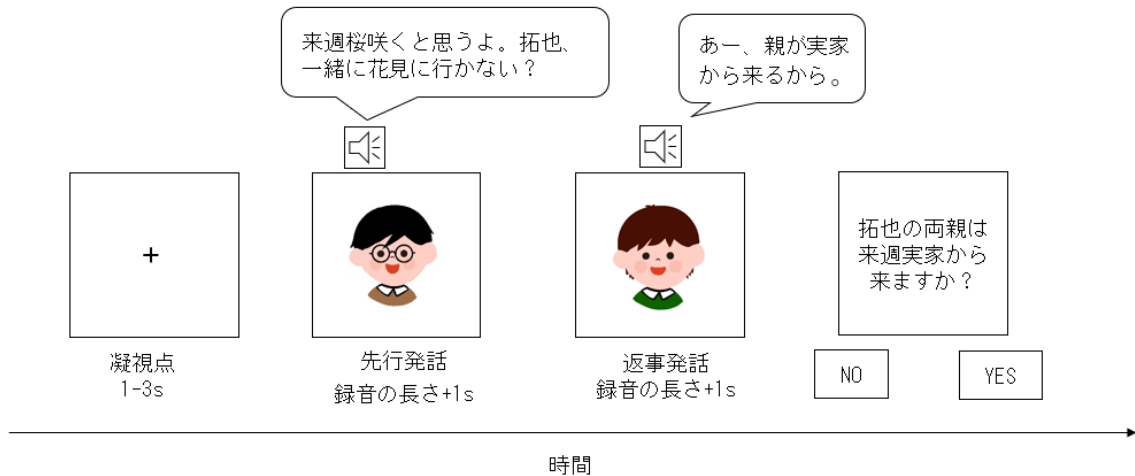 来週桜咲くと思うよ。拓也、
一緒に花見に行かない？
あー、親が実家
から来るから。
+
拓也の両親は
来週実家から
来ますか？
凝視点
1-3s
先行発話
録音の長さ+1s
返事発話
録音の長さ+1s
NO
YES
時間